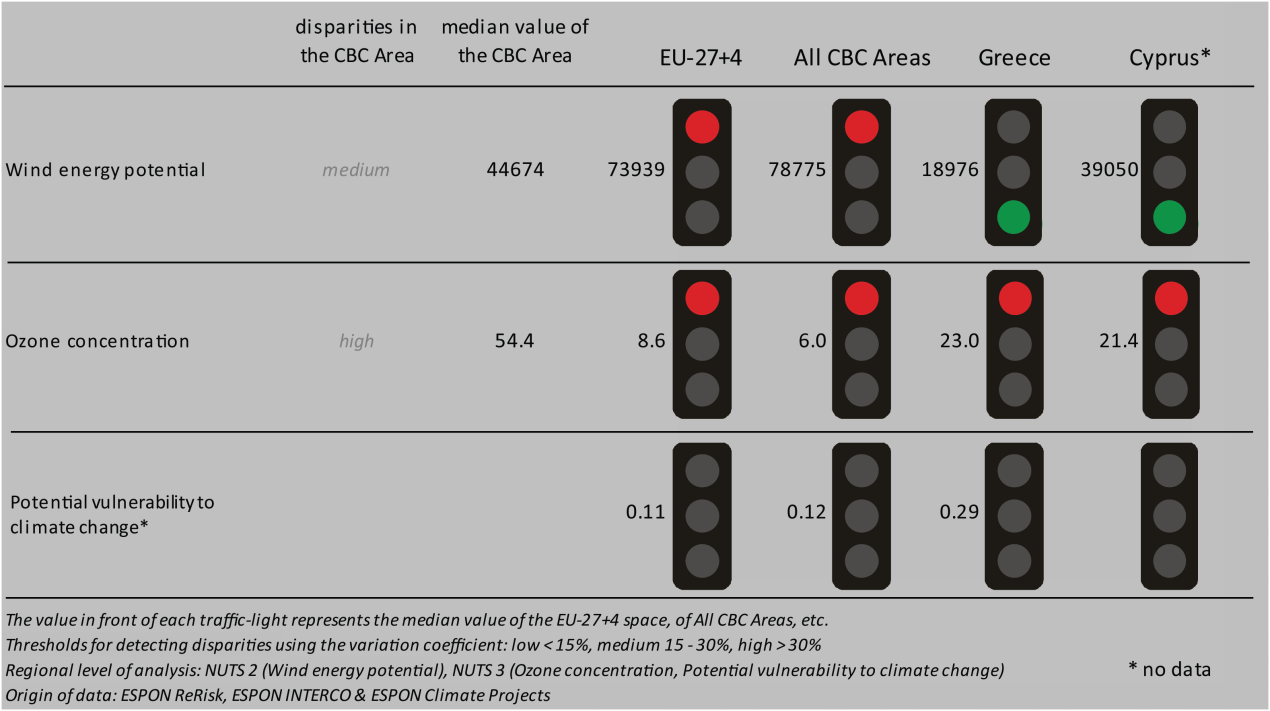 disparities in
the CBC Area
median value of
the CBC Area
EU-27+4
All CBC Areas
Greece
Cyprus*
Wind energy potential
medium
44674
73939
78775
18976
39050
Ozone concentration
high
54.4
8.6
6.0
23.0
21.4
Potential vulnerability to
climate change*
0.11
0.12
0.29
The value in front of each traffic-light represents the median value of the EU-27+4 space, of All CBC Areas, etc.
Thresholds for detecting disparities using the variation coefficient: low < 15%, medium 15 - 30%, high > 30%
Regional level of analysis: NUTS 2 (Wind energy potential), NUTS 3 (Ozone concentration, Potential vulnerability to climate change)
* no data
Origin of data: ESPON ReRisk, ESPON INTERCO & ESPON Climate Projects